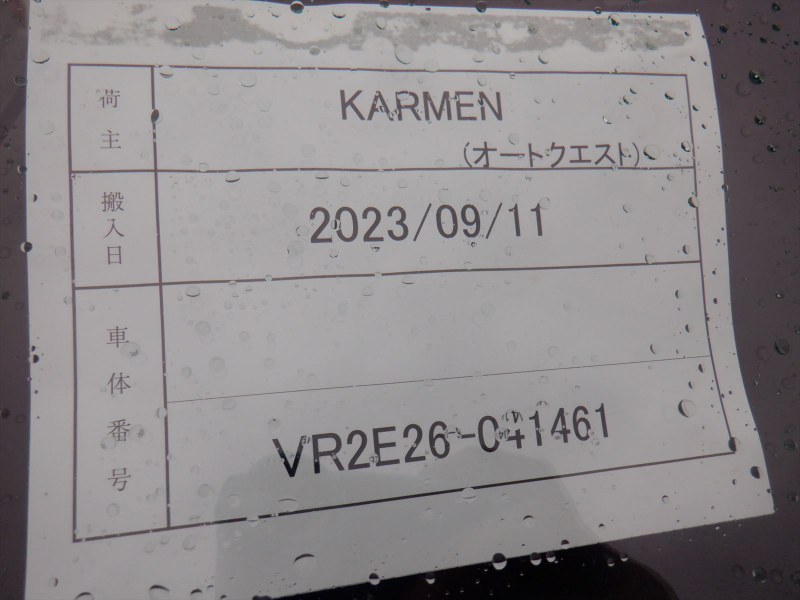 荷主 KARMEN
(オートクエスト)
搬入日 2023/09/11
車体番号
VR2E26-041461